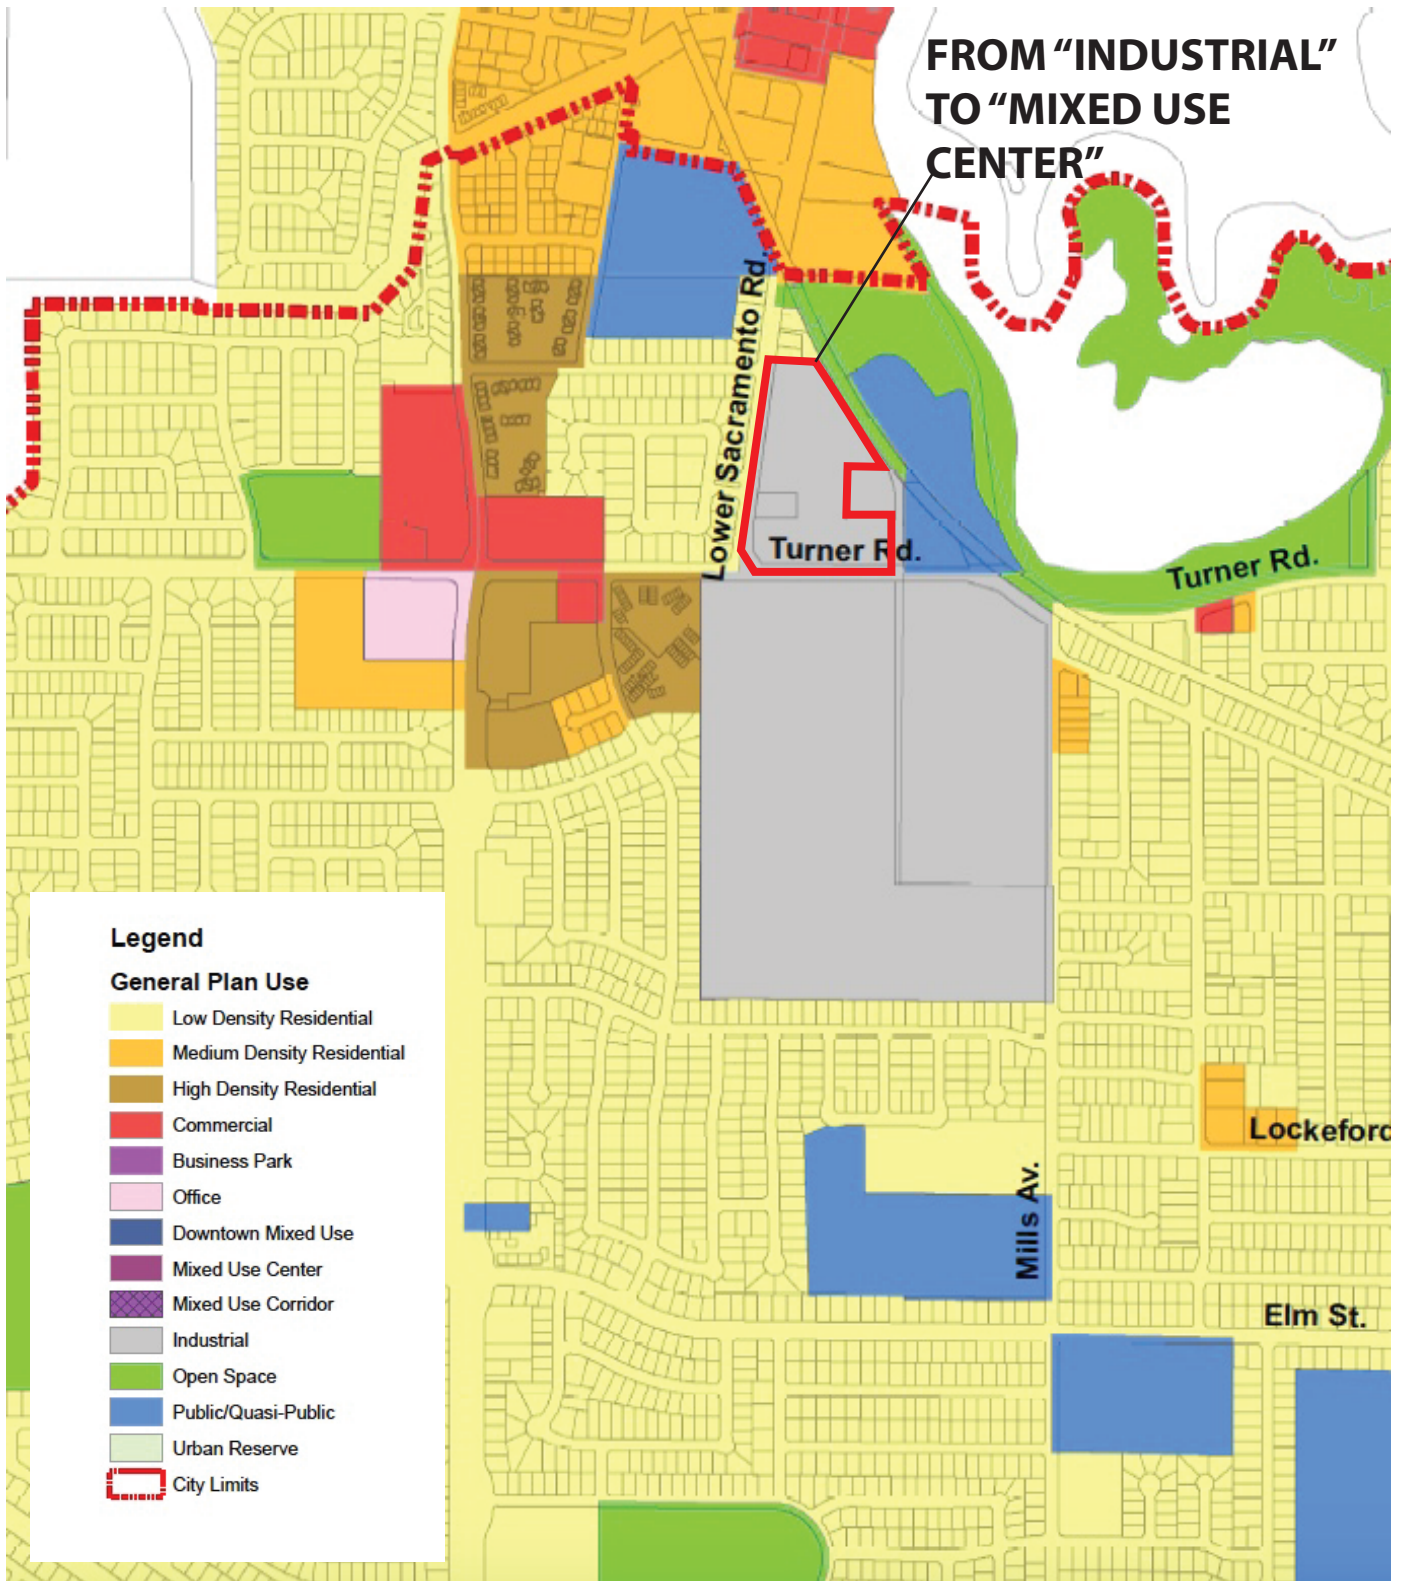 FROM “INDUSTRIAL”
TO “MIXED USE
CENTER”
Lower Sacramento Rd.
Turner Rd.
Turner Rd.
Legend
General Plan Use
Low Density Residential
Medium Density Residential
High Density Residential
Commercial
Business Park
Office
Downtown Mixed Use
Mixed Use Center
Mixed Use Corridor
Industrial
Open Space
Public/Quasi-Public
Urban Reserve
City Limits
Lockeford
Mills Av.
Elm St.